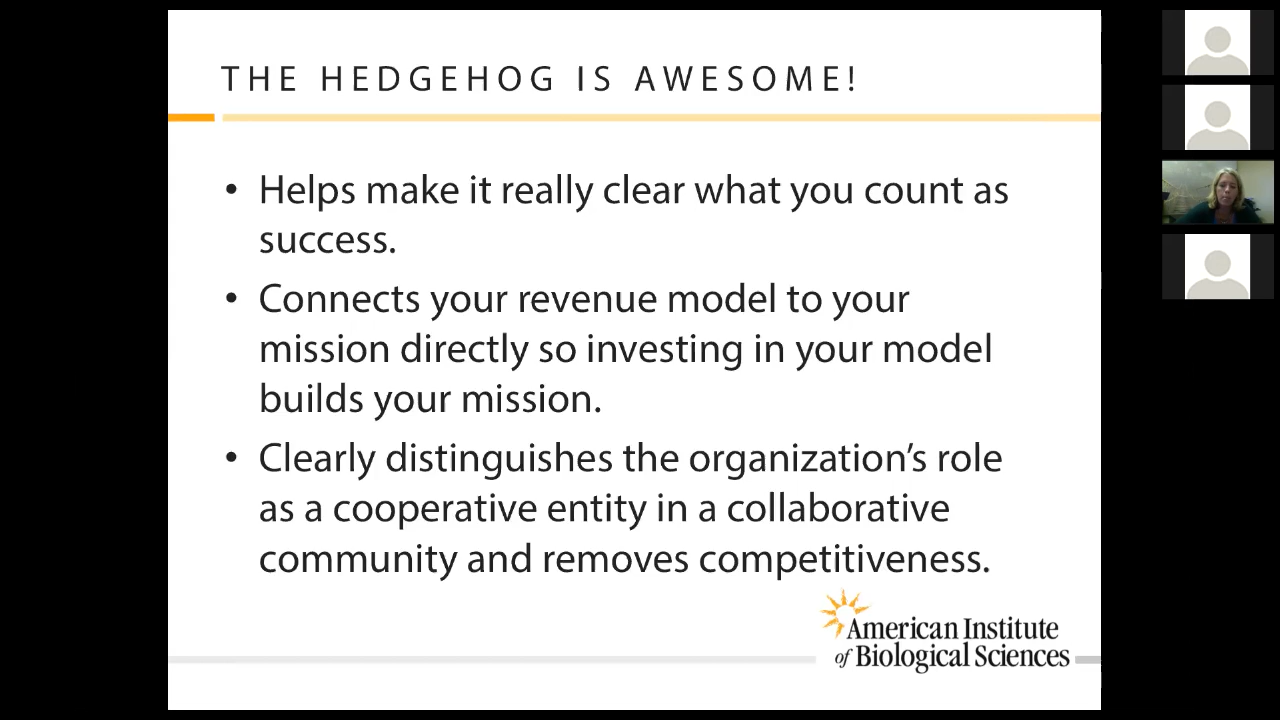 THE HEDGEHOG IS AWESOME!
• Helps make it really clear what you count as
success.
• Connects your revenue model to your
mission directly so investing in your model
builds your mission.
• Clearly distinguishes the organization’s role
as a cooperative entity in a collaborative
community and removes competitiveness.
American Institute
of Biological Sciences